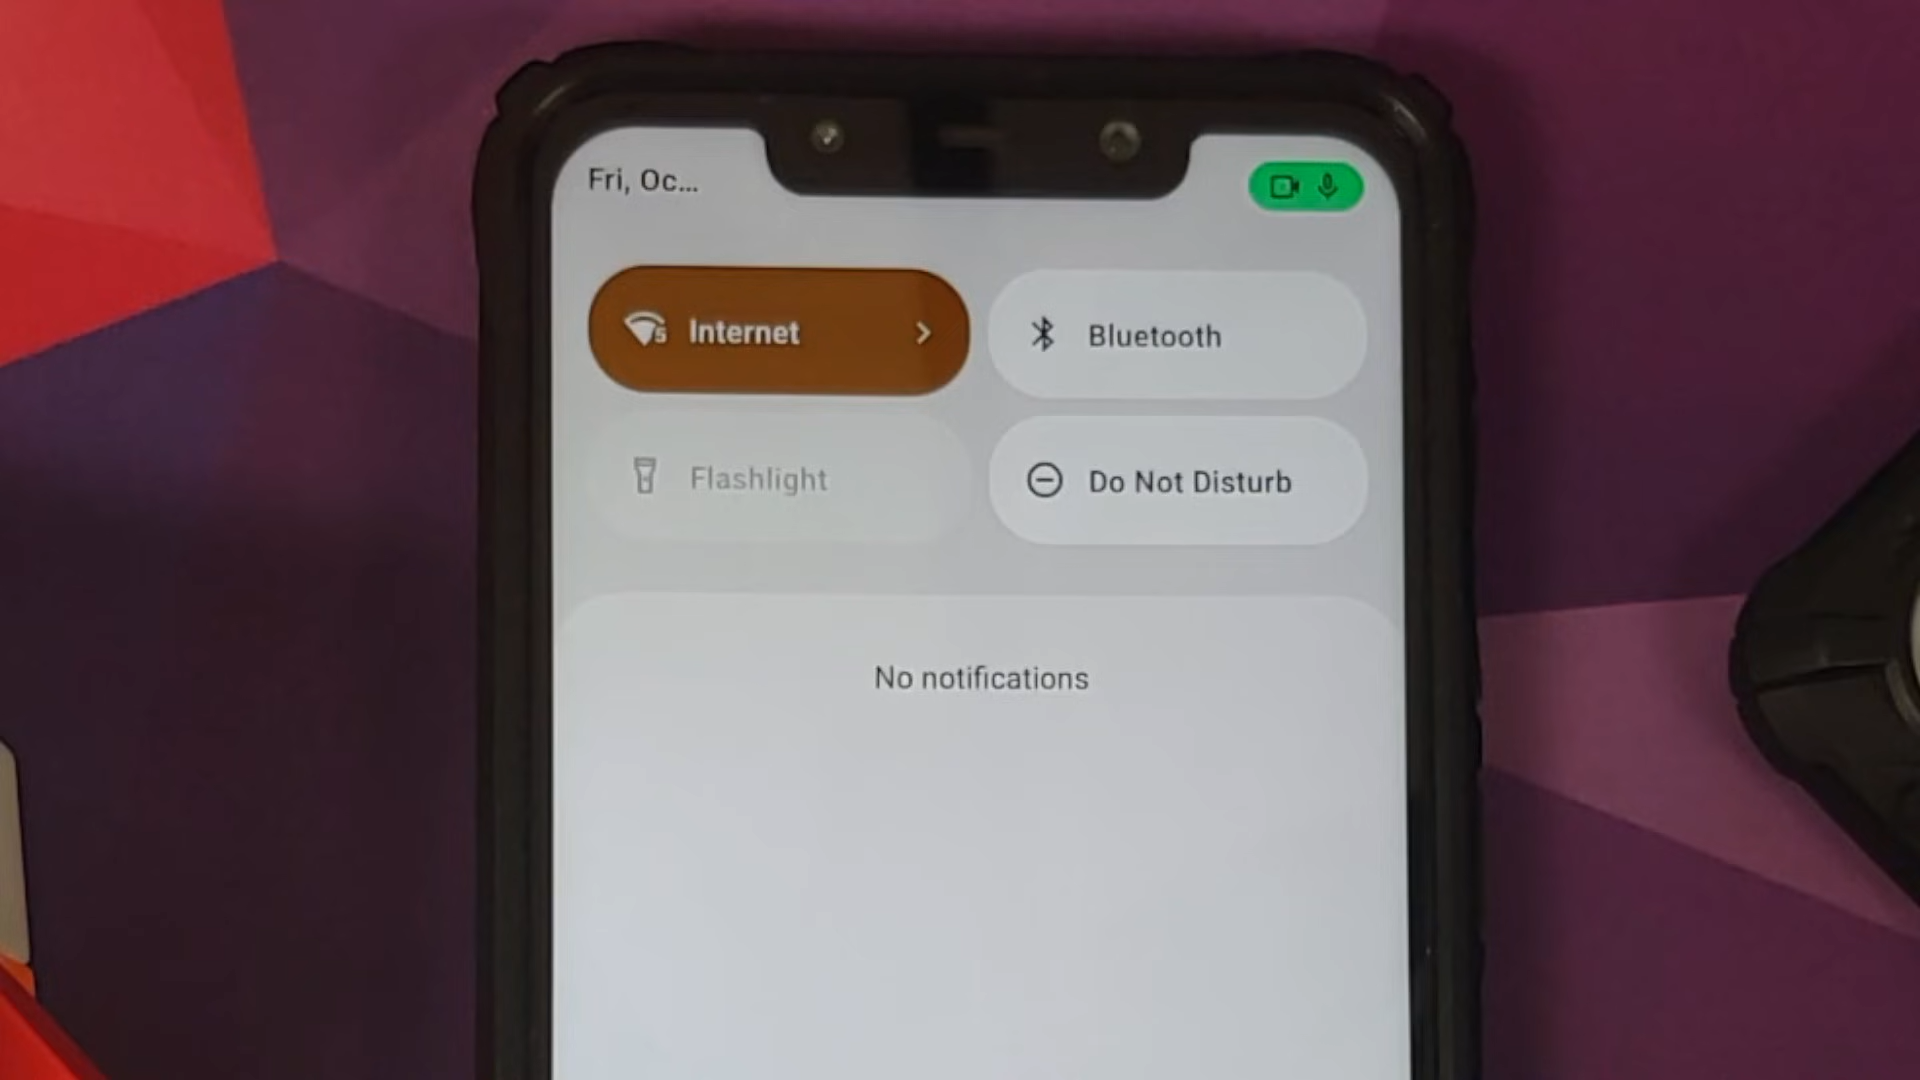 Fri, Oc...
Internet
Bluetooth
Flashlight
Do Not Disturb
No notifications